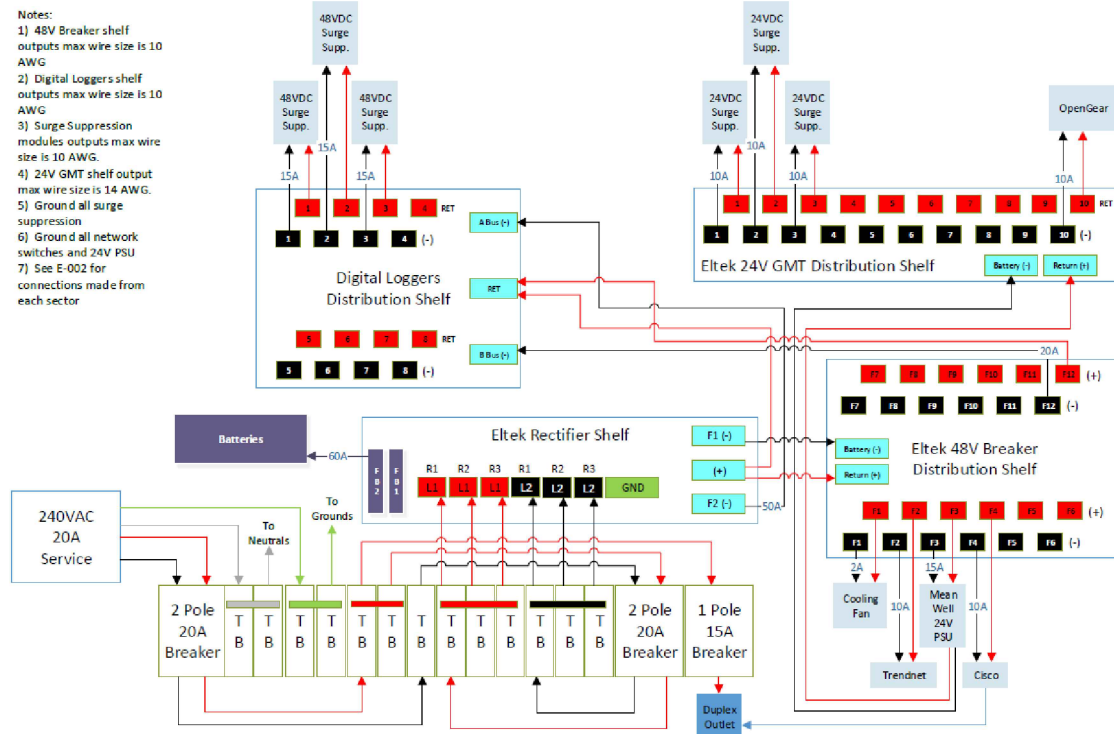 Notes:
1) 48V Breaker shelf
outputs max wire size is 10
AWG
2) Digital Loggers shelf
outputs max wire size is 10
AWG
3) Surge Suppression
modules outputs max wire
size is 10 AWG.
4) 24V GMT shelf output
max wire size is 14 AWG.
5) Ground all surge
suppression
6) Ground all network
switches and 24V PSU
7) See E-002 for
connections made from
each sector
48VDC
Surge
Supp.
48VDC
Surge
Supp.
48VDC
Surge
Supp.
15A
15A
15A
1 2 3 4 RET
1 2 3 4 (-)
A Bus (-)
Digital Loggers
Distribution Shelf
RET
5 6 7 8 RET
5 6 7 8 (-)
B Bus (-)
24VDC
Surge
Supp.
24VDC
Surge
Supp.
24VDC
Surge
Supp.
OpenGear
10A
10A
10A
10A
1 2 3 4 5 6 7 8 9 10 RET
1 2 3 4 5 6 7 8 9 10 (-)
Eltek 24V GMT Distribution Shelf
Battery (-)
Return (+)
20A
F7 F8 F9 F10 F11 F12 (+)
F7 F8 F9 F10 F11 F12 (-)
Battery (-)
Return (+)
Eltek 48V Breaker
Distribution Shelf
F1 F2 F3 F4 F5 F6 (+)
F1 F2 F3 F4 F5 F6 (-)
2A
10A
15A
10A
Cooling
Fan
Mean
Well
24V
PSU
Trendnet
Cisco
Batteries
60A
Eltek Rectifier Shelf
FB2
FB1
R1 R2 R3 R1 R2 R3
L1 L1 L1 L2 L2 L2 GND
F1 (-)
(+)
F2 (-)
50A
240VAC
20A
Service
To
Neutrals
To
Grounds
2 Pole
20A
Breaker
TB TB TB TB TB TB TB TB TB TB TB TB TB
2 Pole
20A
Breaker
1 Pole
15A
Breaker
Duplex
Outlet